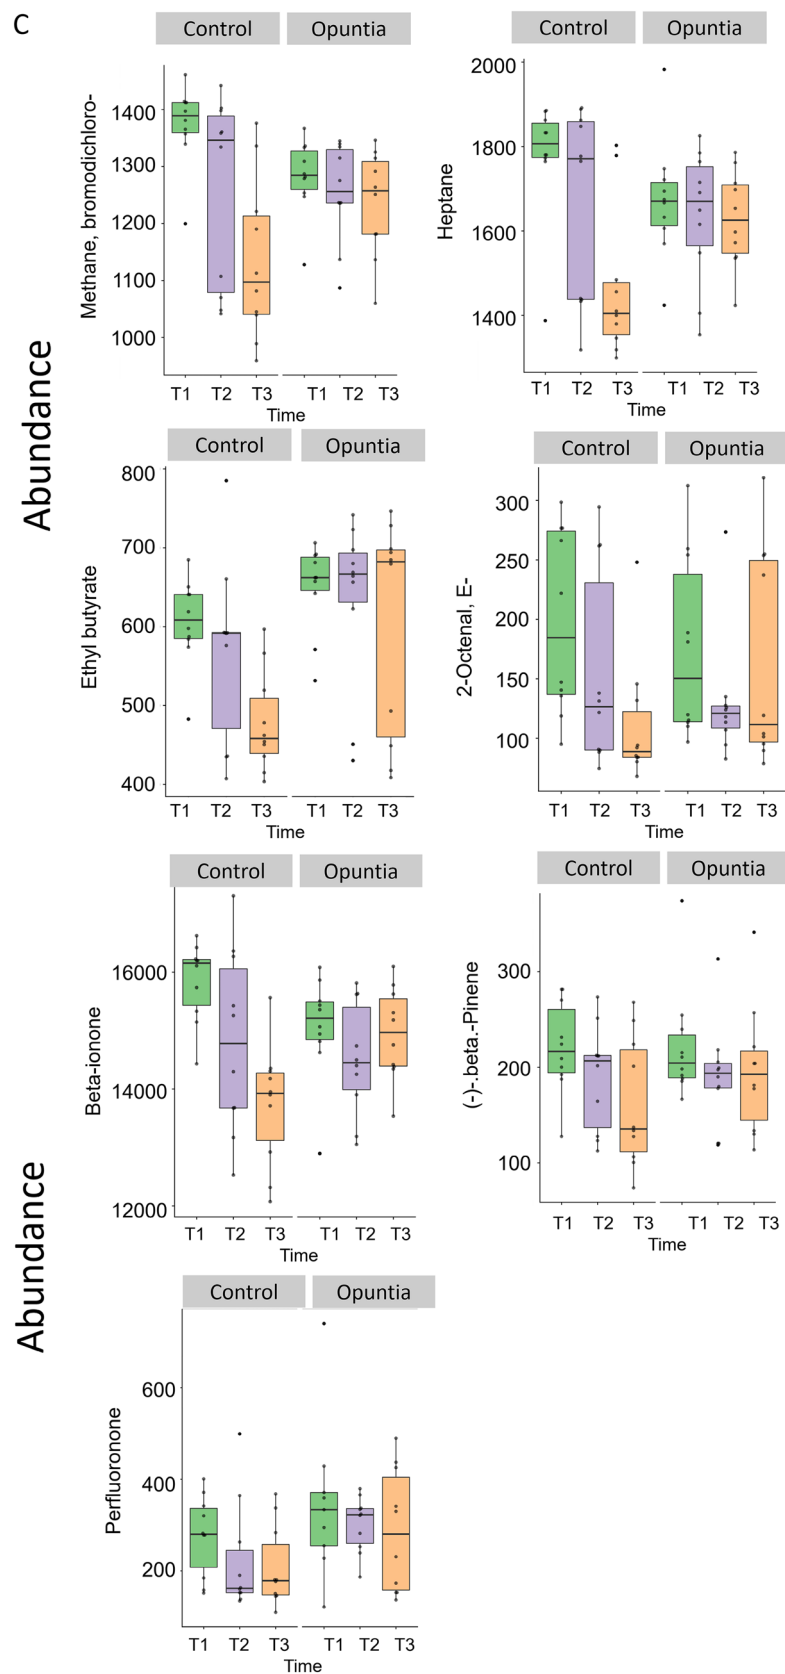 C
Control Opuntia
Methane, bromodichloro-
1400
1300
1200
1100
1000
T1 T2 T3 T1 T2 T3
Time
Control Opuntia
Heptane
2000
1800
1600
1400
T1 T2 T3 T1 T2 T3
Time
Abundance
Control Opuntia
Ethyl butyrate
800
700
600
500
400
T1 T2 T3 T1 T2 T3
Time
Control Opuntia
2-Octenal, E-
300
250
200
150
100
T1 T2 T3 T1 T2 T3
Time
Control Opuntia
Beta-ionone
16000
14000
12000
T1 T2 T3 T1 T2 T3
Time
Control Opuntia
(-)-.beta.-Pinene
300
200
100
T1 T2 T3 T1 T2 T3
Time
Abundance
Control Opuntia
Perfluoronone
600
400
200
T1 T2 T3 T1 T2 T3
Time